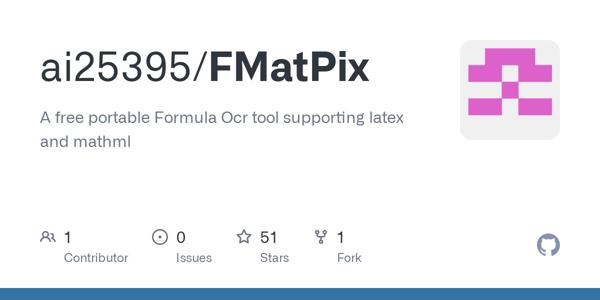 ai25395/FMatPix
A free portable Formula Ocr tool supporting latex
and mathml
1
Contributor
0
Issues
51
Stars
1
Fork